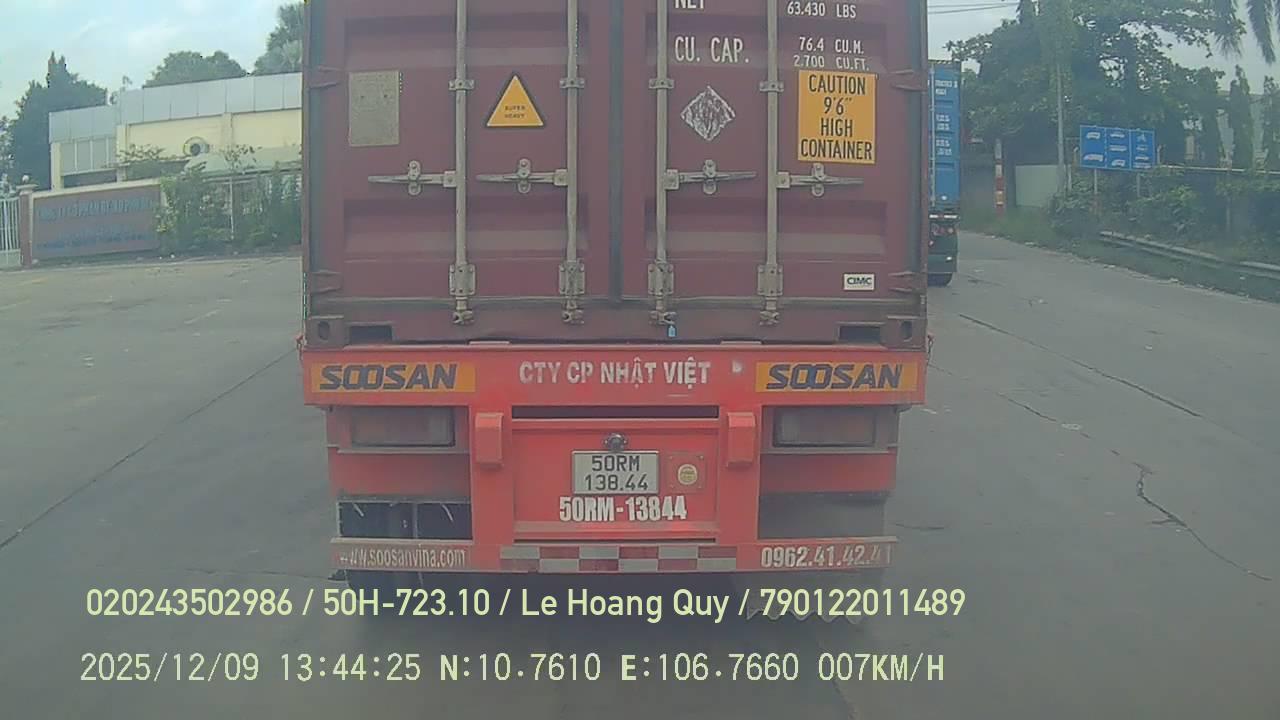 NET
63.430 LBS
CU. CAP.
76.4 CU.M.
2.700 CU.FT.
SUPER
HEAVY
CAUTION
9'6"
HIGH
CONTAINER
CIMC
SOOSAN
CTY CP NHẬT VIỆT
SOOSAN
50RM
138.44
50RM-13844
www.soosanvina.com
0962.41.42.41
020243502986 / 50H-723.10 / Le Hoang Quy / 790122011489
2025/12/09 13:44:25 N:10.7610 E:106.7660 007KM/H